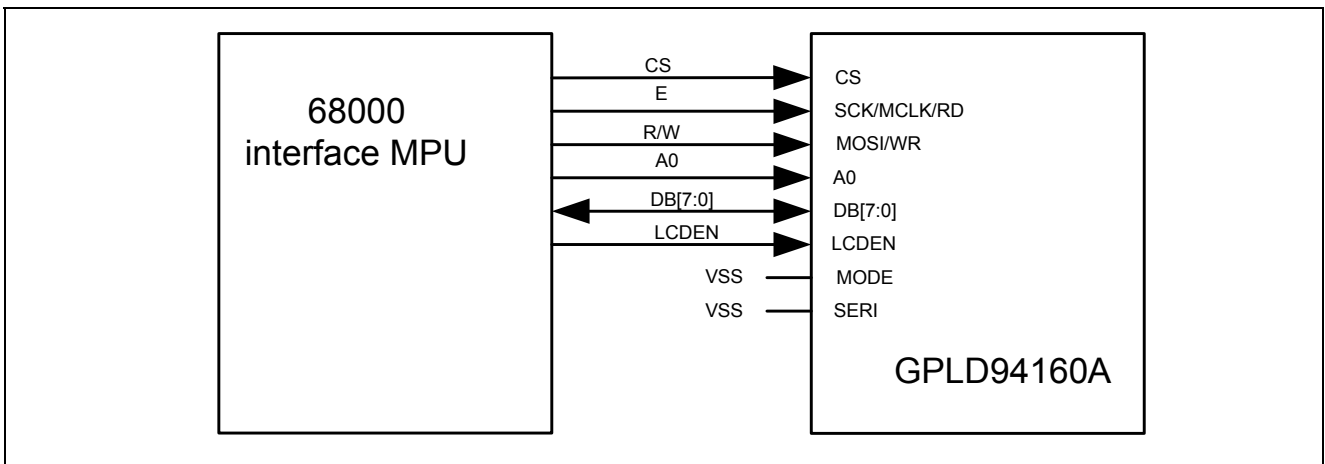 68000
interface MPU
CS
E
R/W
A0
DB[7:0]
LCDEN
VSS
VSS
CS
SCK/MCLK/RD
MOSI/WR
A0
DB[7:0]
LCDEN
MODE
SERI
GPLD94160A